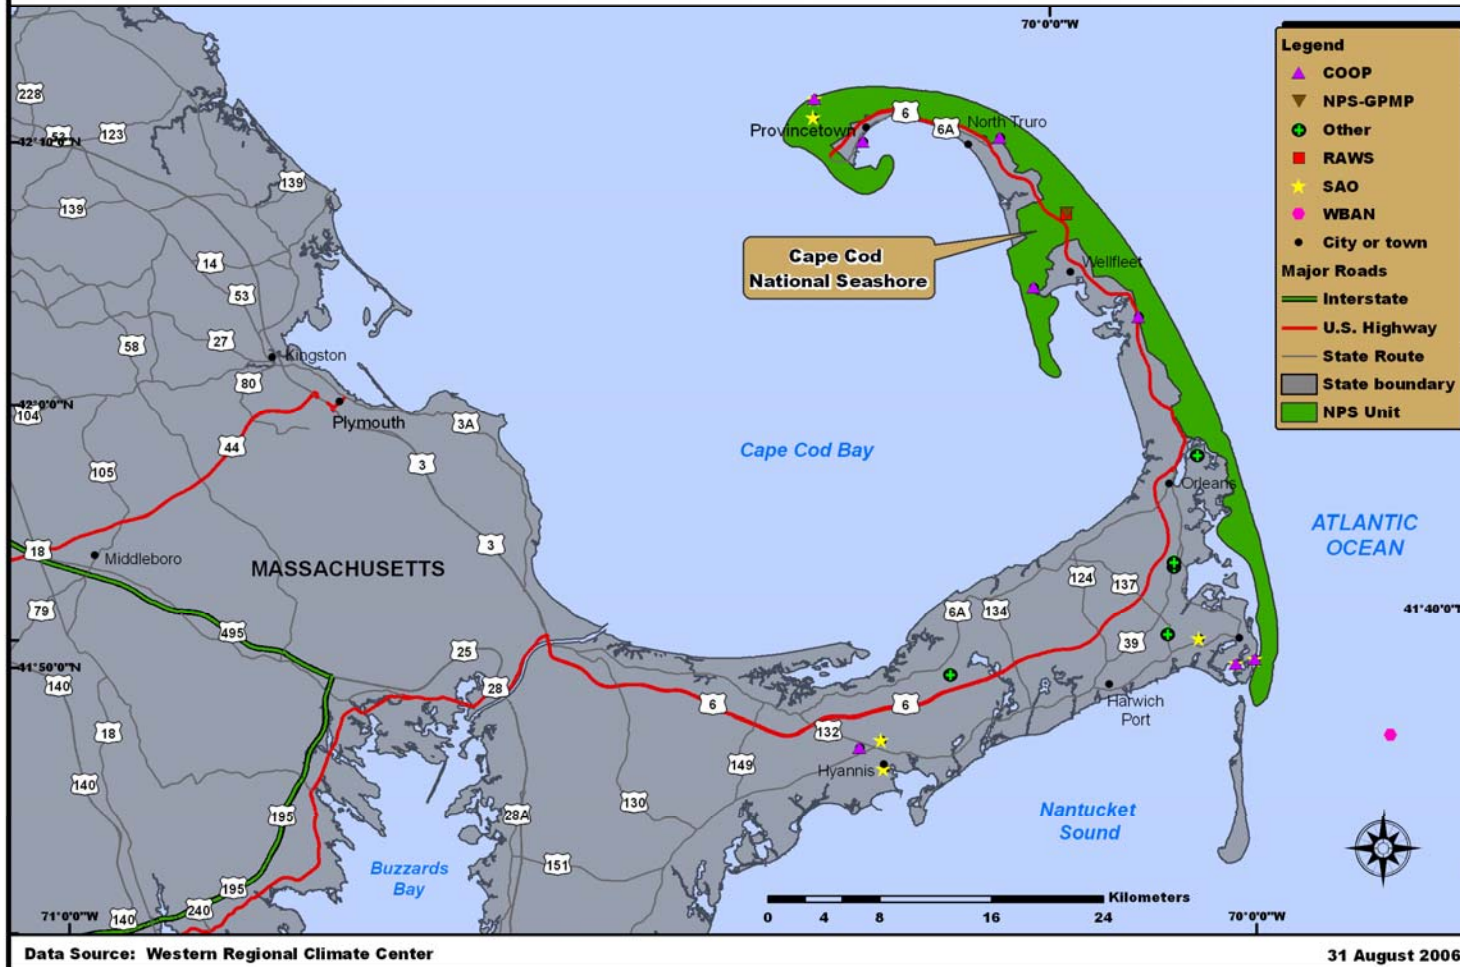 70°0'0"W
Legend
COOP
NPS-GPMP
Other
RAWS
SAO
WBAN
City or town
Major Roads
Interstate
U.S. Highway
State Route
State boundary
NPS Unit
228
53
123
42°10'0"N
139
139
14
53
27
58
Kingston
80
42°0'0"N
104
Plymouth
3A
44
3
105
3
18
Middleboro
MASSACHUSETTS
79
495
25
41°50'0"N
140
28
18
140
195
28A
130
149
151
195
240
140
71°0'0"W
Buzzards
Bay
Provincetown
6
6A
North Truro
Cape Cod
National Seashore
Wellfleet
Cape Cod Bay
Orleans
ATLANTIC
OCEAN
124
137
6A
134
39
41°40'0"N
6
6
132
Harwich
Port
Hyannis
Nantucket
Sound
Kilometers
0 4 8 16 24
70°0'0"W
Data Source: Western Regional Climate Center
31 August 2006